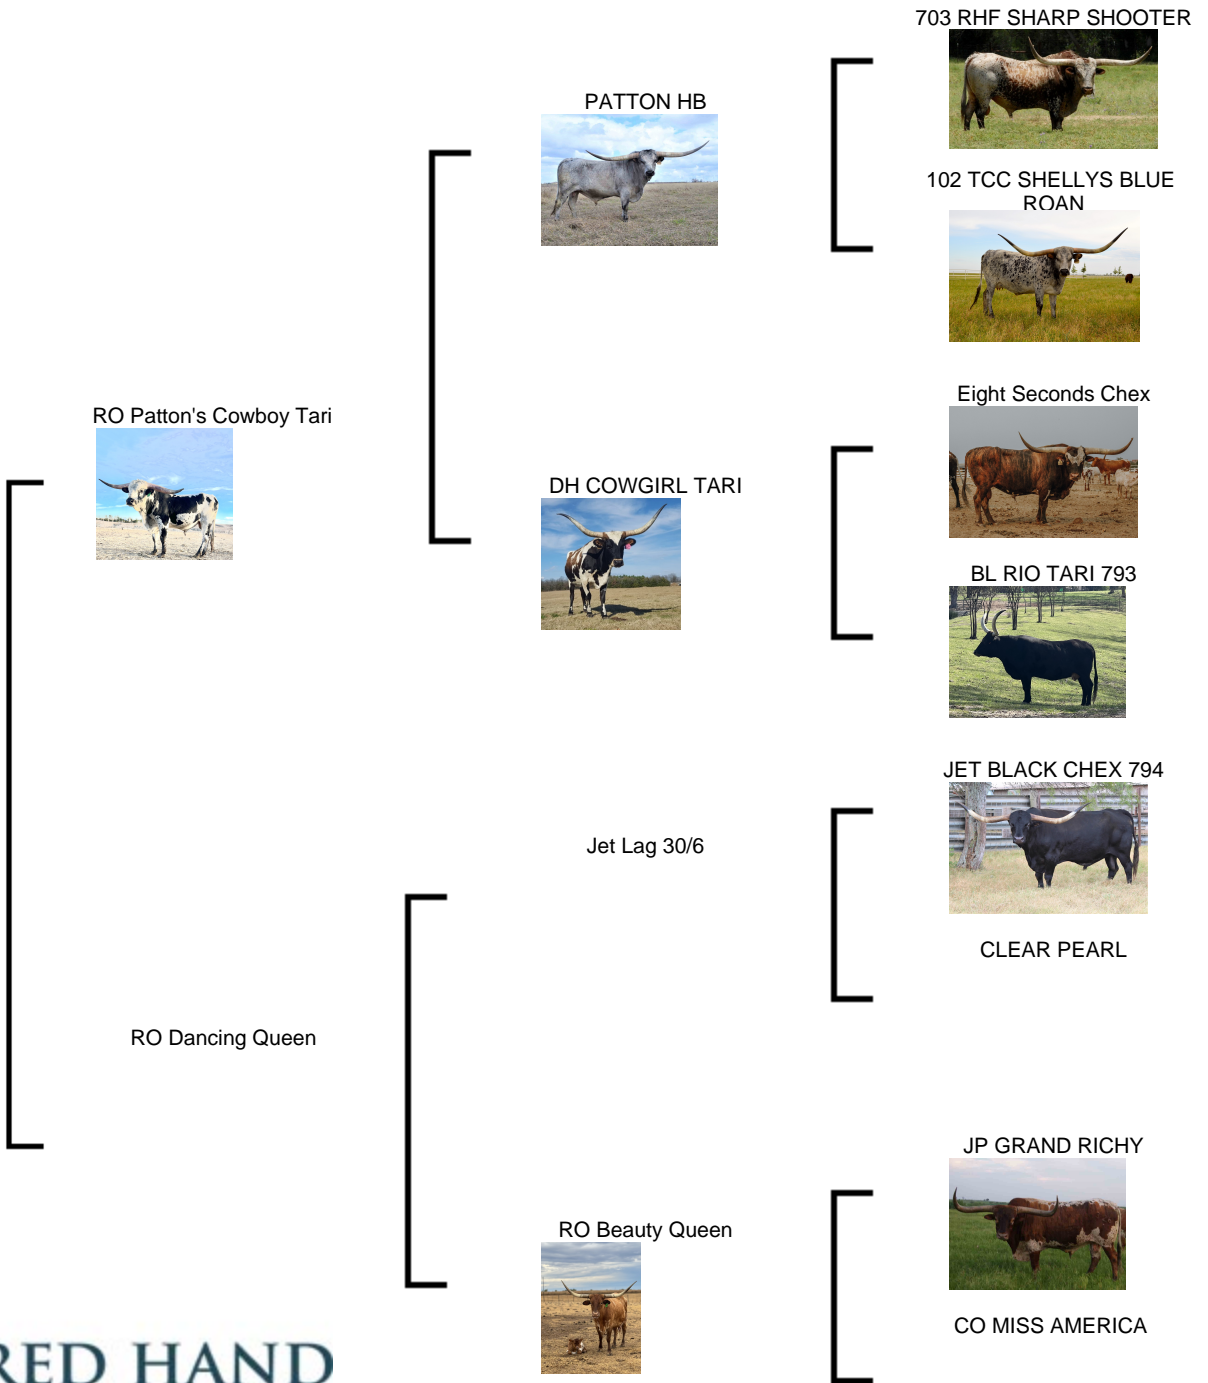 703 RHF SHARP SHOOTER
PATTON HB
102 TCC SHELLYS BLUE
ROAN
Eight Seconds Chex
RO Patton's Cowboy Tari
DH COWGIRL TARI
BL RIO TARI 793
JET BLACK CHEX 794
Jet Lag 30/6
CLEAR PEARL
RO Dancing Queen
JP GRAND RICHY
RO Beauty Queen
CO MISS AMERICA
RED HAND